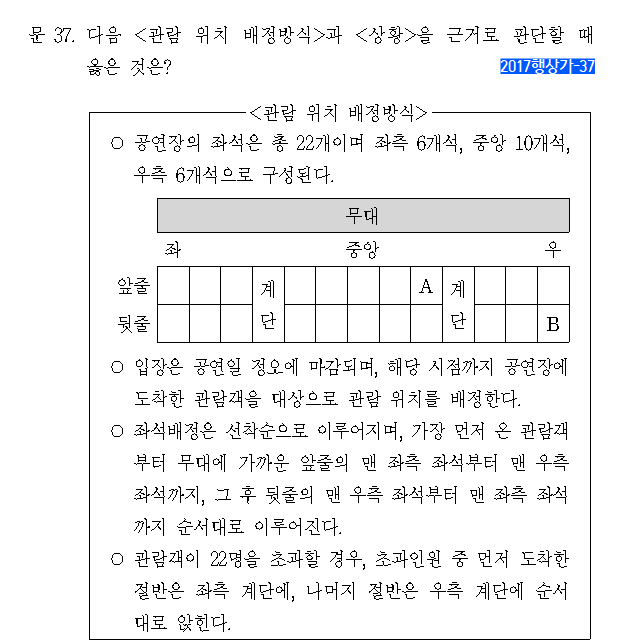 문 37. 다음 <관람 위치 배정방식>과 <상황>을 근거로 판단할 때
옳은 것은?
2017행상가-37
<관람 위치 배정방식>
○ 공연장의 좌석은 총 22개이며 좌측 6개석, 중앙 10개석,
우측 6개석으로 구성된다.
무대
좌 중앙 우
앞줄 계 A 계
뒷줄 단 단 B
○ 입장은 공연일 정오에 마감되며, 해당 시점까지 공연장에
도착한 관람객을 대상으로 관람 위치를 배정한다.
○ 좌석배정은 선착순으로 이루어지며, 가장 먼저 온 관람객
부터 무대에 가까운 앞줄의 맨 좌측 좌석부터 맨 우측
좌석까지, 그 후 뒷줄의 맨 우측 좌석부터 맨 좌측 좌석
까지 순서대로 이루어진다.
○ 관람객이 22명을 초과할 경우, 초과인원 중 먼저 도착한
절반은 좌측 계단에, 나머지 절반은 우측 계단에 순서
대로 앉힌다.